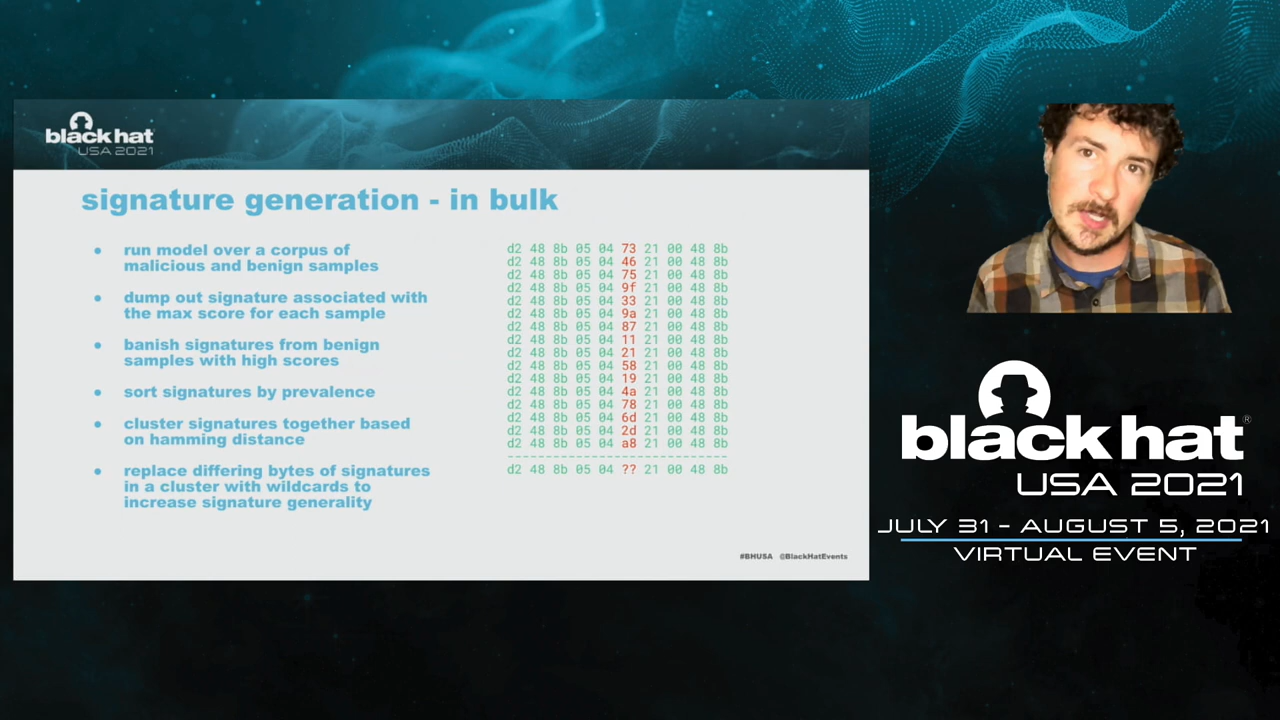 black hat
USA 2021
signature generation - in bulk
• run model over a corpus of
malicious and benign samples
• dump out signature associated with
the max score for each sample
• banish signatures from benign
samples with high scores
• sort signatures by prevalence
• cluster signatures together based
on hamming distance
• replace differing bytes of signatures
in a cluster with wildcards to
increase signature generality
d2 48 8b 05 04 73 21 00 48 8b
d2 48 8b 05 04 46 21 00 48 8b
d2 48 8b 05 04 75 21 00 48 8b
d2 48 8b 05 04 9f 21 00 48 8b
d2 48 8b 05 04 33 21 00 48 8b
d2 48 8b 05 04 9a 21 00 48 8b
d2 48 8b 05 04 87 21 00 48 8b
d2 48 8b 05 04 11 21 00 48 8b
d2 48 8b 05 04 21 21 00 48 8b
d2 48 8b 05 04 58 21 00 48 8b
d2 48 8b 05 04 19 21 00 48 8b
d2 48 8b 05 04 4a 21 00 48 8b
d2 48 8b 05 04 78 21 00 48 8b
d2 48 8b 05 04 6d 21 00 48 8b
d2 48 8b 05 04 2d 21 00 48 8b
d2 48 8b 05 04 a8 21 00 48 8b
-----------------------------
d2 48 8b 05 04 ?? 21 00 48 8b
#BHUSA @BlackHatEvents
black hat®
USA 2021
JULY 31 - AUGUST 5, 2021
VIRTUAL EVENT